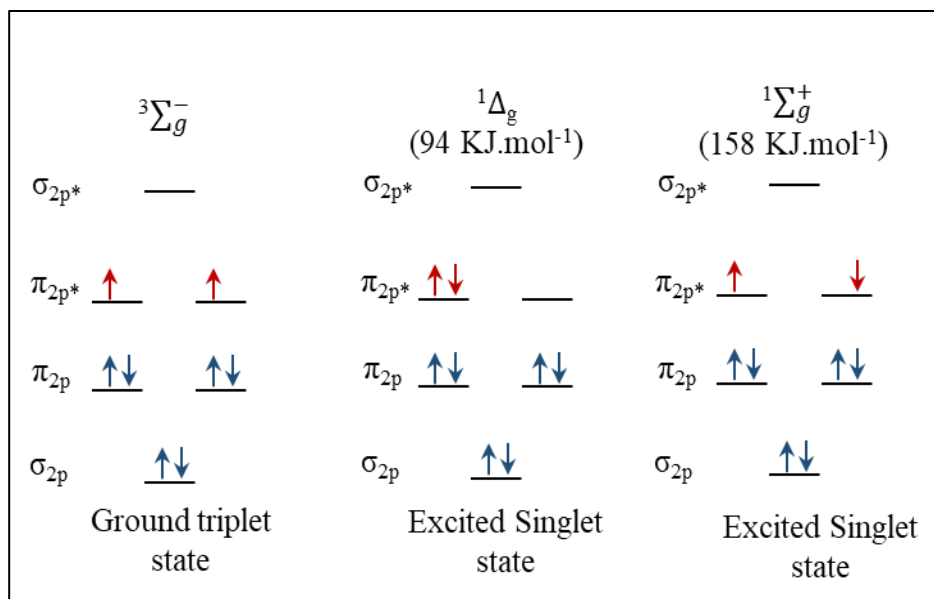 ³Σg⁻
¹Δg
(94 KJ.mol⁻¹)
¹Σg⁺
(158 KJ.mol⁻¹)
σ2p* σ2p* σ2p*
π2p* π2p* π2p*
π2p π2p π2p
σ2p σ2p σ2p
Ground triplet
state
Excited Singlet
state
Excited Singlet
state